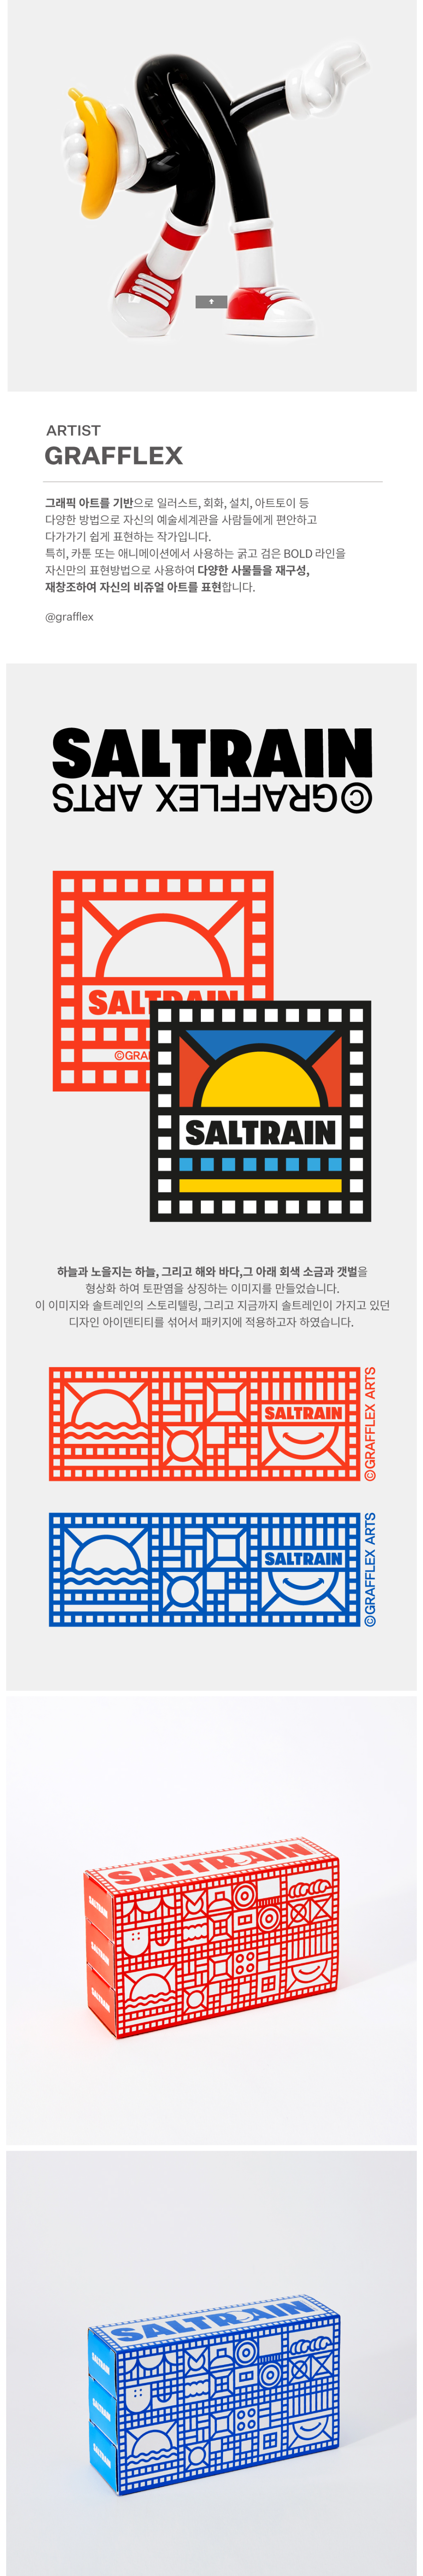 ARTIST
GRAFFLEX
그래픽 아트를 기반으로 일러스트, 회화, 설치, 아트토이 등
다양한 방법으로 자신의 예술세계관을 사람들에게 편안하고
다가가기 쉽게 표현하는 작가입니다.
특히, 카툰 또는 애니메이션에서 사용하는 굵고 검은 BOLD 라인을
자신만의 표현방법으로 사용하여 다양한 사물들을 재구성,
재창조하여 자신의 비쥬얼 아트를 표현합니다.
@grafflex
SALTRAIN
©GRAFFLEX ARTS
SALTRAIN
©GRA
SALTRAIN
하늘과 노을지는 하늘, 그리고 해와 바다,그 아래 회색 소금과 갯벌을
형상화 하여 토판염을 상징하는 이미지를 만들었습니다.
이 이미지와 솔트레인의 스토리텔링, 그리고 지금까지 솔트레인이 가지고 있던
디자인 아이덴티티를 섞어서 패키지에 적용하고자 하였습니다.
SALTRAIN
©GRAFFLEX ARTS
SALTRAIN
©GRAFFLEX ARTS
SALTRAIN
SALTRAIN
SALTRAIN
SALTRAIN
SALTRAIN
SALTRAIN
SALTRAIN
SALTRAIN